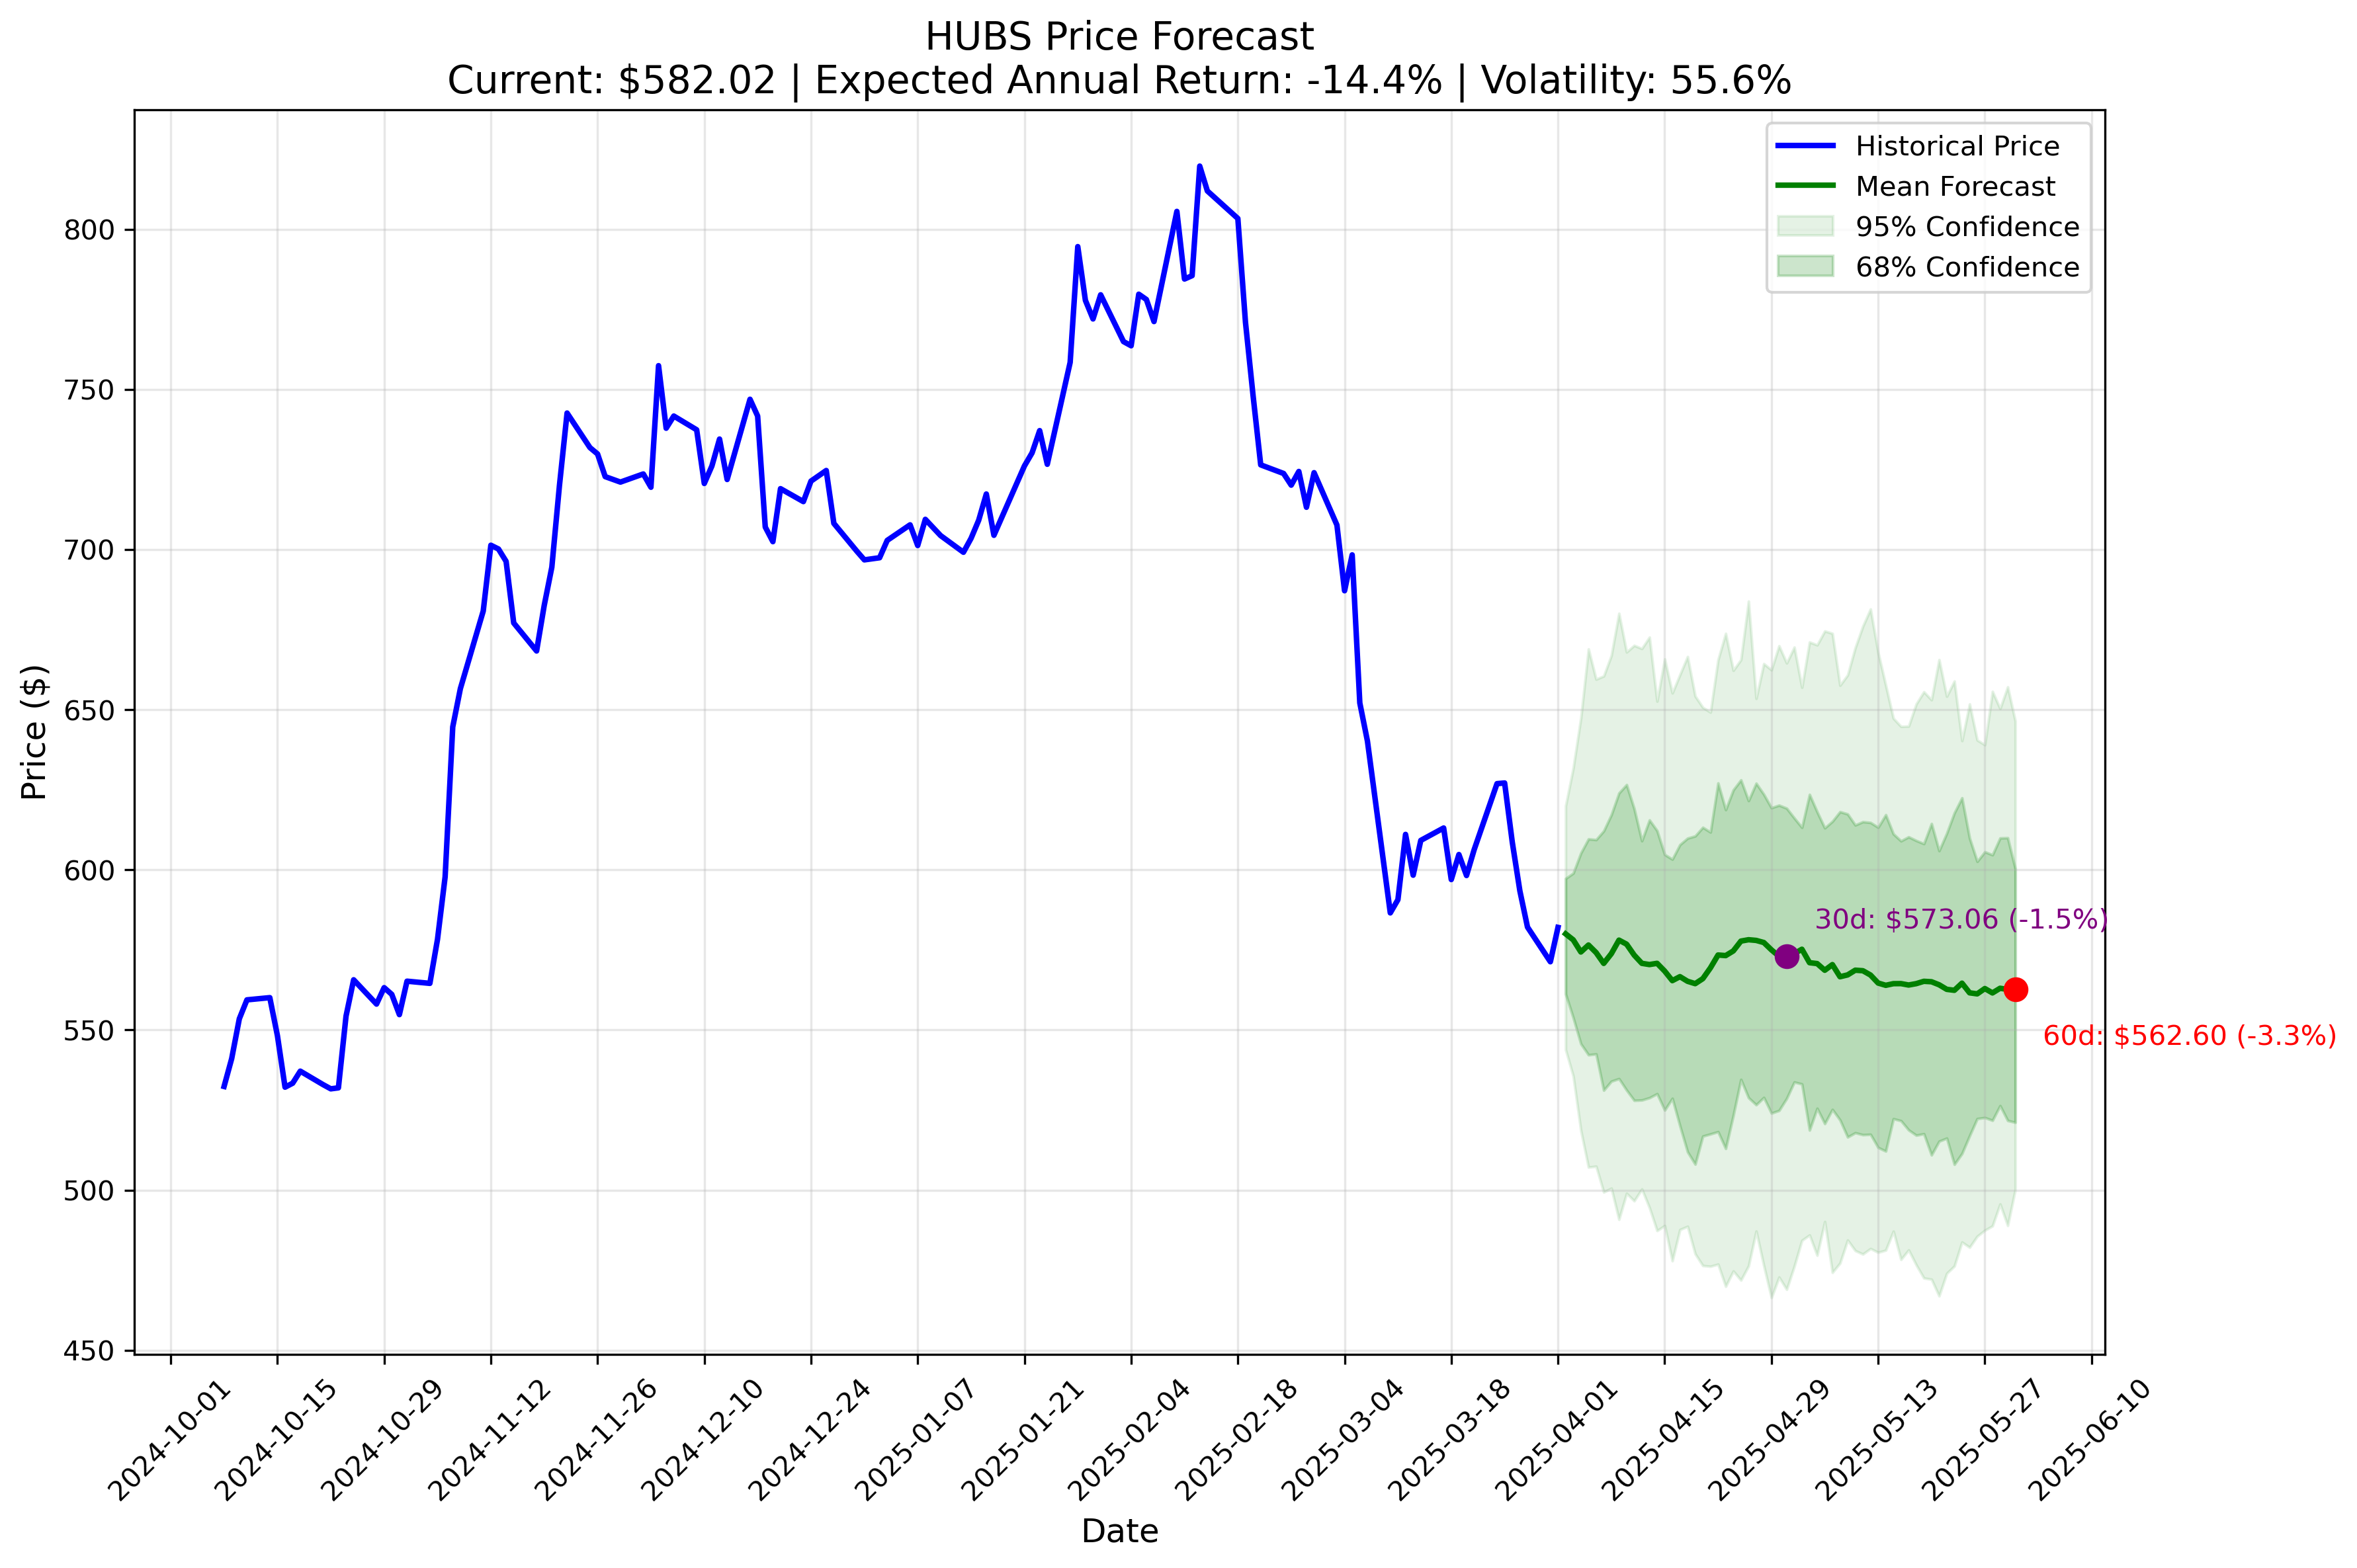 HUBS Price Forecast
Current: $582.02 | Expected Annual Return: -14.4% | Volatility: 55.6%
Historical Price
Mean Forecast
95% Confidence
68% Confidence
Price ($)
800
750
700
650
600
550
500
450
30d: $573.06 (-1.5%)
60d: $562.60 (-3.3%)
2024-10-01
2024-10-15
2024-10-29
2024-11-12
2024-11-26
2024-12-10
2024-12-24
2025-01-07
2025-01-21
2025-02-04
2025-02-18
2025-03-04
2025-03-18
2025-04-01
2025-04-15
2025-04-29
2025-05-13
2025-05-27
2025-06-10
Date